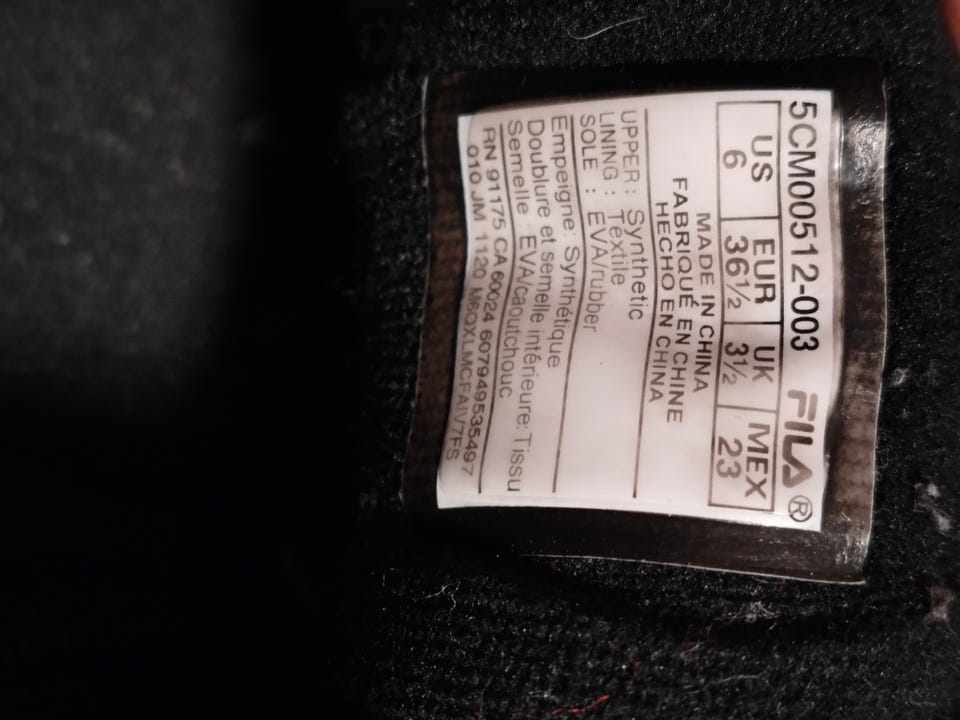 5CM00512-003 FILA®
US EUR UK MEX
6 36½ 3½ 23
MADE IN CHINA
FABRIQUÉ EN CHINE
HECHO EN CHINA
UPPER: Synthetic
LINING: Textile
SOLE : EVA/rubber
Empeigne: Synthétique
Doublure et semelle intérieure: Tissu
Semelle : EVA/caoutchouc
RN 91175 CA 60024 607949535497
010 JM 1120